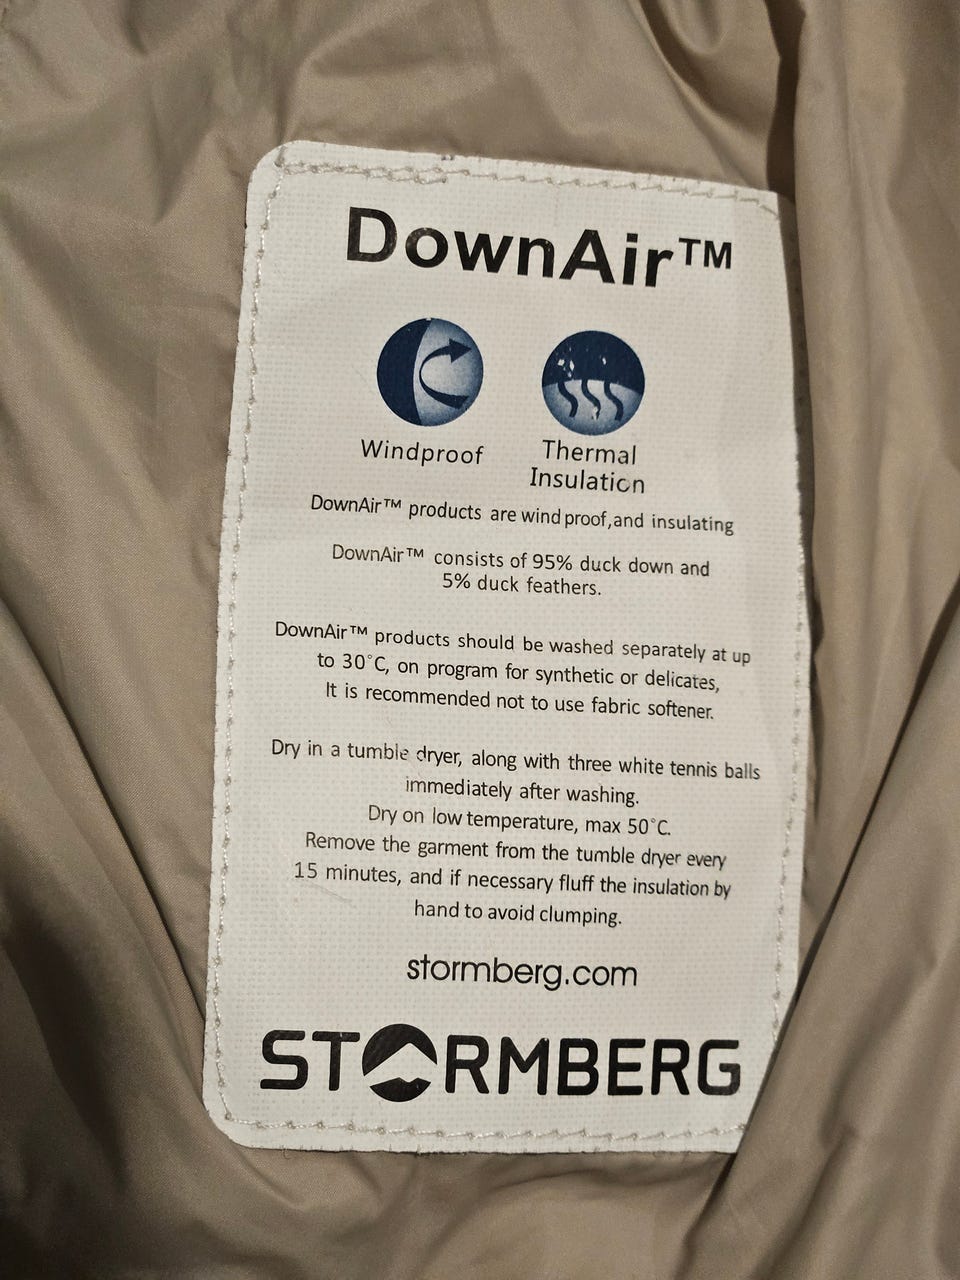 DownAir™
Windproof
Thermal
Insulation
DownAir™ products are windproof,and insulating
DownAir™ consists of 95% duck down and
5% duck feathers.
DownAir™ products should be washed separately at up
to 30°C, on program for synthetic or delicates,
It is recommended not to use fabric softener.
Dry in a tumble dryer, along with three white tennis balls
immediately after washing.
Dry on low temperature, max 50°C.
Remove the garment from the tumble dryer every
15 minutes, and if necessary fluff the insulation by
hand to avoid clumping.
stormberg.com
STORMBERG